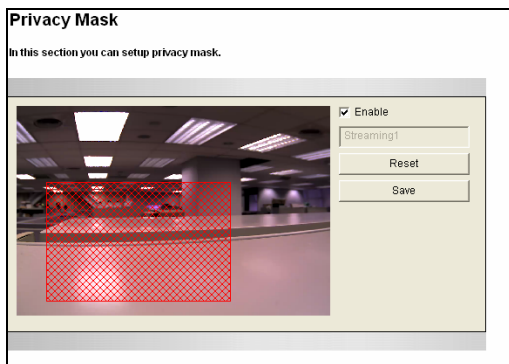 Privacy Mask
In this section you can setup privacy mask.
Enable
Streaming1
Reset
Save